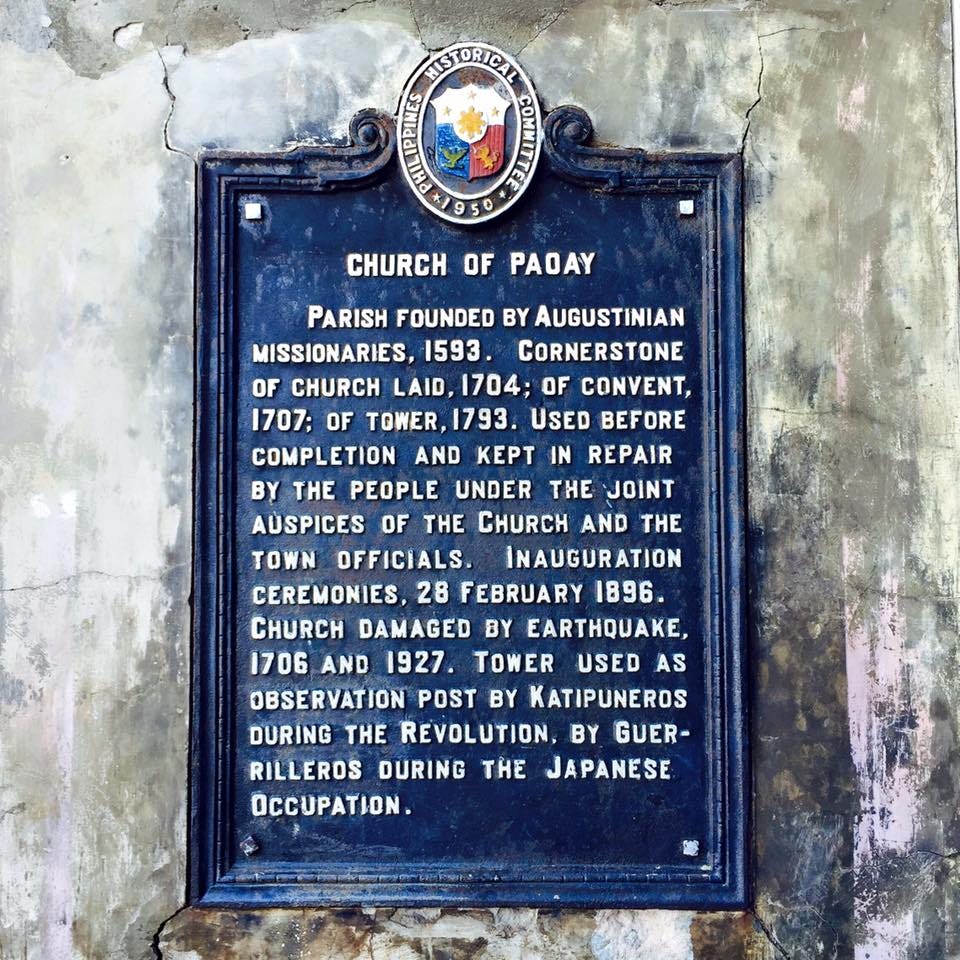 PHILIPPINES HISTORICAL COMMITTEE
★ 1950 ★
CHURCH OF PAOAY
PARISH FOUNDED BY AUGUSTINIAN
MISSIONARIES, 1593. CORNERSTONE
OF CHURCH LAID, 1704; OF CONVENT,
1707; OF TOWER, 1793. USED BEFORE
COMPLETION AND KEPT IN REPAIR
BY THE PEOPLE UNDER THE JOINT
AUSPICES OF THE CHURCH AND THE
TOWN OFFICIALS. INAUGURATION
CEREMONIES, 28 FEBRUARY 1896.
CHURCH DAMAGED BY EARTHQUAKE,
1706 AND 1927. TOWER USED AS
OBSERVATION POST BY KATIPUNEROS
DURING THE REVOLUTION, BY GUER-
RILLEROS DURING THE JAPANESE
OCCUPATION.